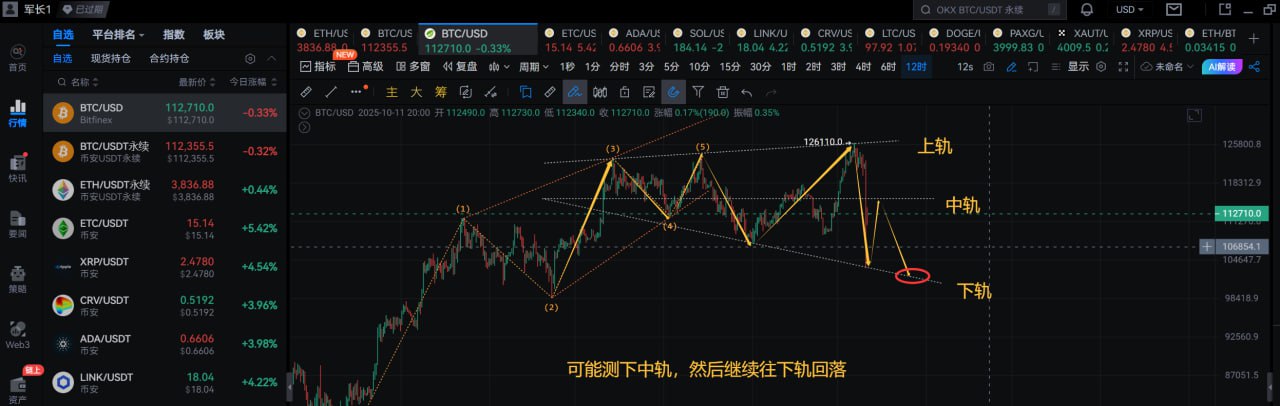 军长1 已过期
OKX BTC/USDT 永续
USD
首页
行情
快讯
要闻
策略
Web3
链上
资产
自选 平台排名 指数 板块
自选 现货持仓 合约持仓
名称 最新价 今日涨幅
BTC/USD 112,710.0 -0.33%
Bitfinex $112,710.0
BTC/USDT永续 112,355.5 -0.32%
币安USDT永续 $112,355.5
ETH/USDT永续 3,836.88 +0.44%
币安USDT永续 $3,836.88
ETC/USDT 15.14 +5.42%
币安 $15.14
XRP/USDT 2.4780 +4.54%
币安 $2.4780
CRV/USDT 0.5192 +3.96%
币安 $0.5192
ADA/USDT 0.6606 +3.98%
币安 $0.6606
LINK/USDT 18.04 +4.22%
币安 $18.04
ETH/US BTC/US BTC/USD ETC/US ADA/US SOL/US LINK/U CRV/US LTC/US DOGE/ PAXG/ XAUT/U XRP/US ETH/BT
3836.88 112355.5 112710.0 -0.33% 15.14 5.42 0.6606 3.9 184.14 -2 18.04 4.22 0.5192 3.9 97.92 1.07 0.19340 0 3999.83 0 4009.5 0.2 2.4780 4.5 0.03415 0
NEW
指标 高级 多窗 复盘 周期 1秒 1分 分时 3分 5分 10分 15分 30分 1时 2时 3时 4时 6时 12时 12s 显示 未命名 AI解读
主 大 筹
BTC/USD 2025-10-11 20:00 开 112490.0 高 112730.0 低 112340.0 收 112710.0 涨幅 0.17%(190.0) 振幅 0.35%
126110.0
上轨
中轨
下轨
(1)
(2)
(3)
(4)
(5)
可能测下中轨，然后继续往下轨回落
125800.8
118312.9
112710.0
106854.1
104647.7
98418.9
92560.9
87051.5